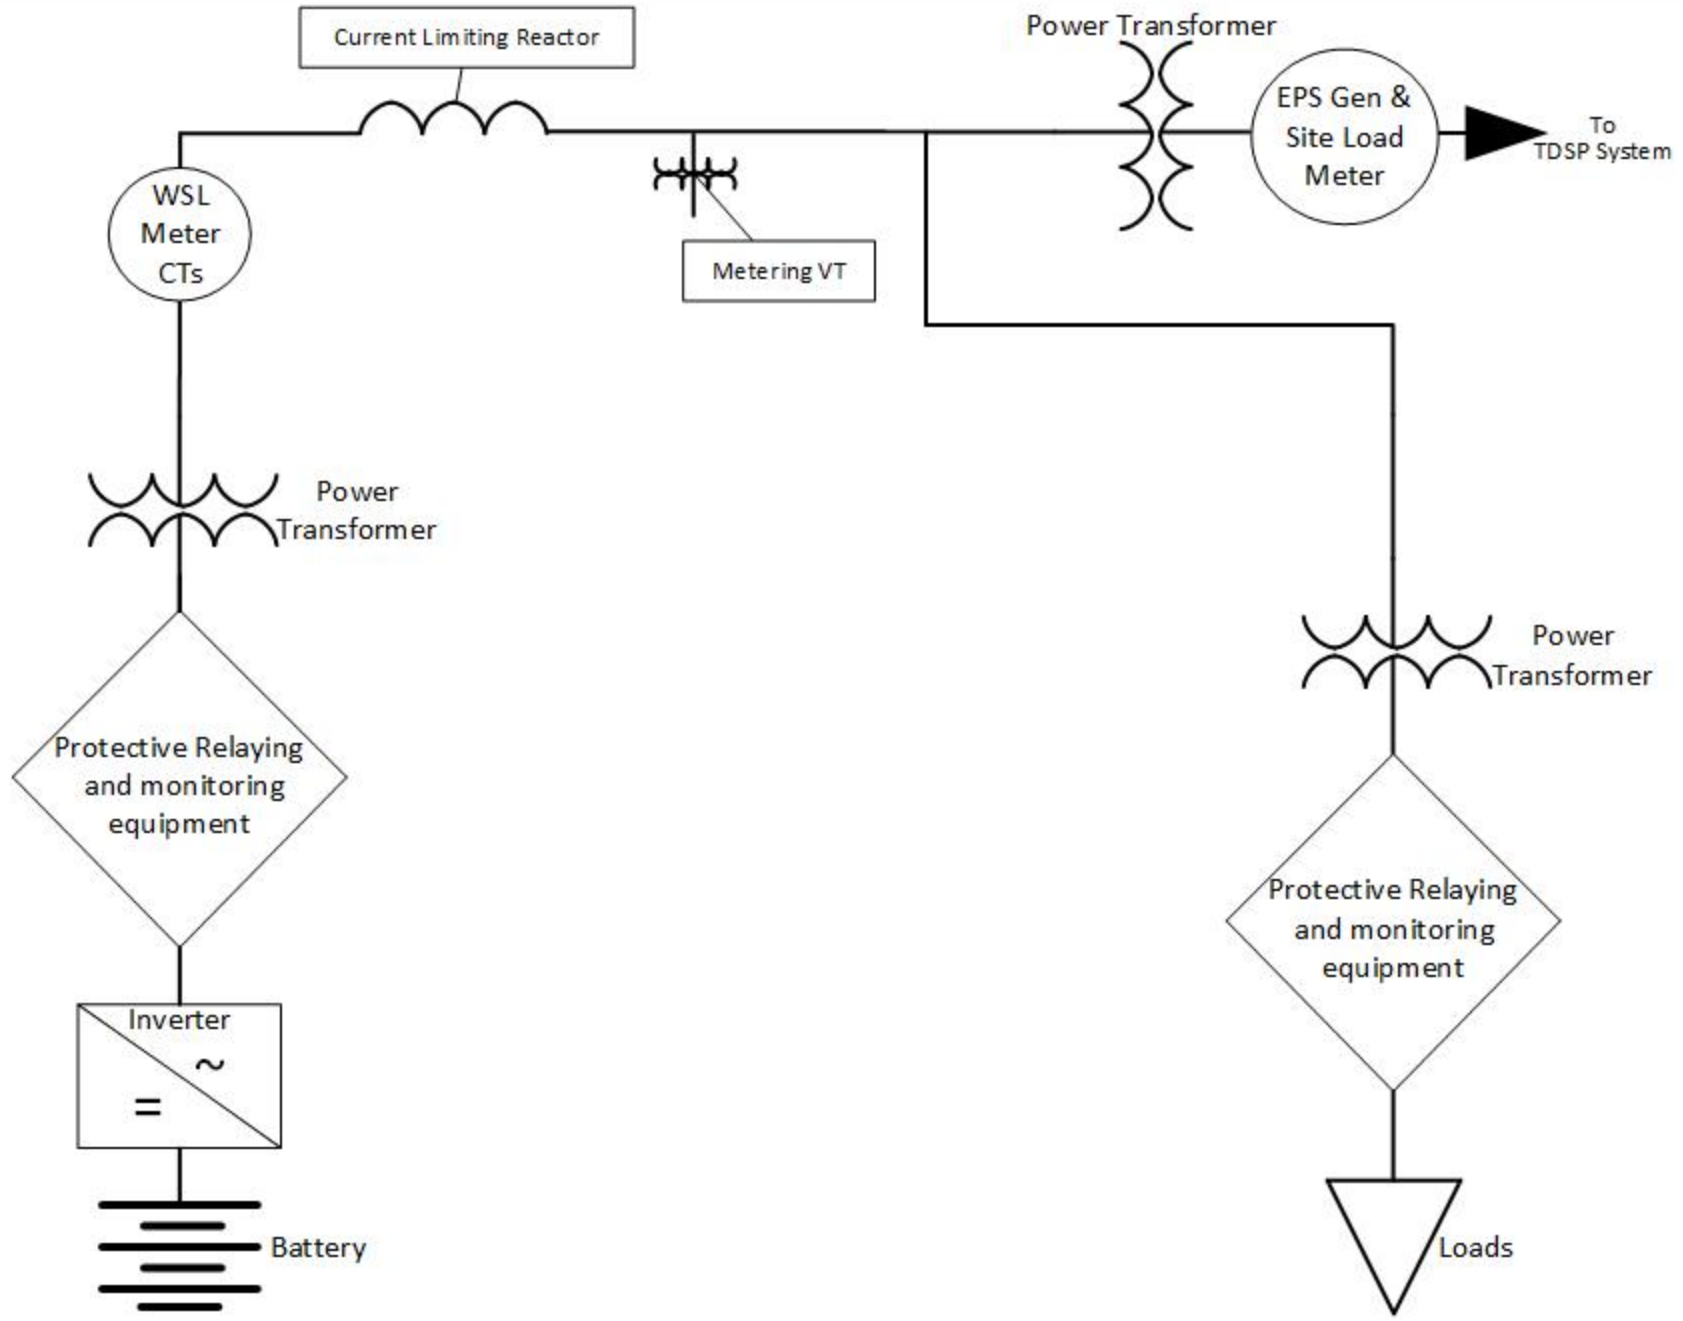 Current Limiting Reactor
Power Transformer
EPS Gen &
Site Load
Meter
To
TDSP System
WSL
Meter
CTs
Metering VT
Power
Transformer
Power
Transformer
Protective Relaying
and monitoring
equipment
Protective Relaying
and monitoring
equipment
Inverter
~
=
Battery
Loads